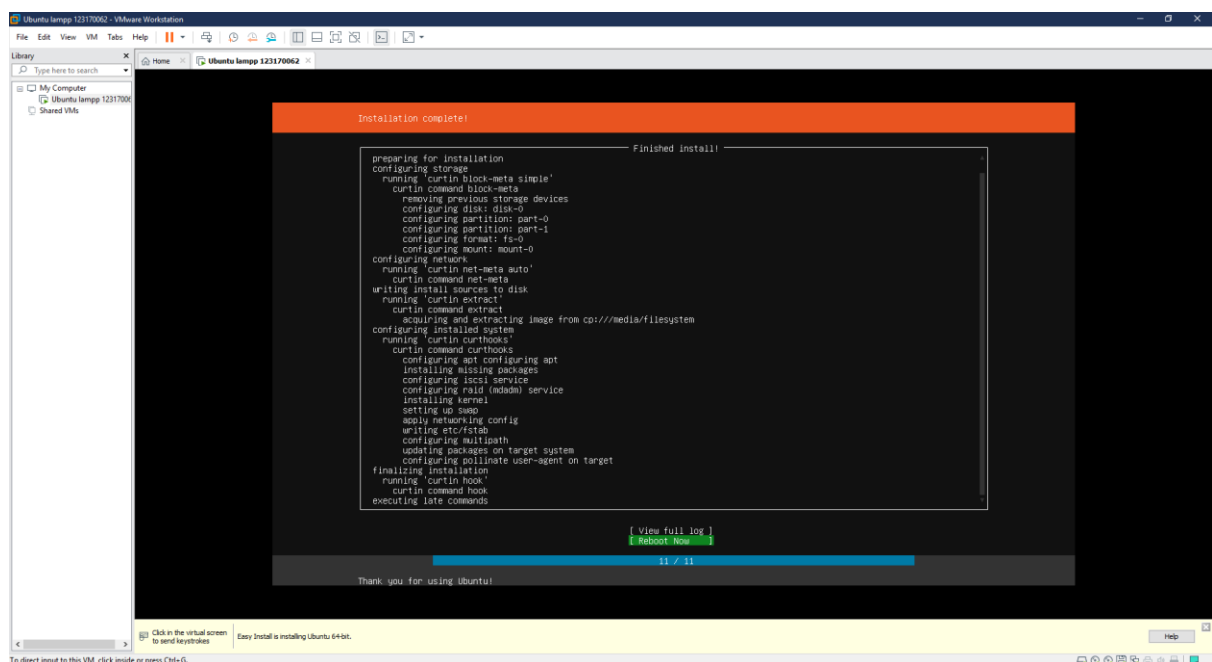 Ubuntu lampp 123170062 - VMware Workstation
File Edit View VM Tabs Help
Library
Type here to search
My Computer
Ubuntu lampp 1231700
Shared VMs
Home
Ubuntu lampp 123170062
Installation complete!
Finished install!
preparing for installation
configuring storage
running 'curtin block-meta simple'
curtin command block-meta
removing previous storage devices
configuring disk: disk-0
configuring partition: part-0
configuring partition: part-1
configuring format: fs-0
configuring mount: mount-0
configuring network
running 'curtin net-meta auto'
curtin command net-meta
writing install sources to disk
running 'curtin extract'
curtin command extract
acquiring and extracting image from cp:///media/filesystem
configuring installed system
running 'curtin curthooks'
curtin command curthooks
configuring apt configuring apt
installing missing packages
configuring iscsi service
configuring raid (mdadm) service
installing kernel
setting up swap
apply networking config
writing etc/fstab
configuring multipath
updating packages on target system
configuring pollinate user-agent on target
finalizing installation
running 'curtin hook'
curtin command hook
executing late commands
[ View full log ]
[ Reboot Now ]
11 / 11
Thank you for using Ubuntu!
Click in the virtual screen
to send keystrokes
Easy Install is installing Ubuntu 64-bit.
Help
To direct input to this VM, click inside or press Ctrl+G.